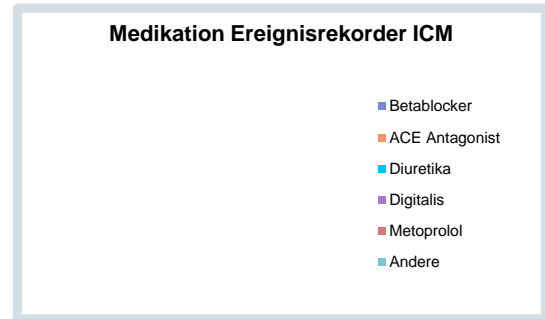 Medikation Ereignisrekorder ICM
Betablocker
ACE Antagonist
Diuretika
Digitalis
Metoprolol
Andere